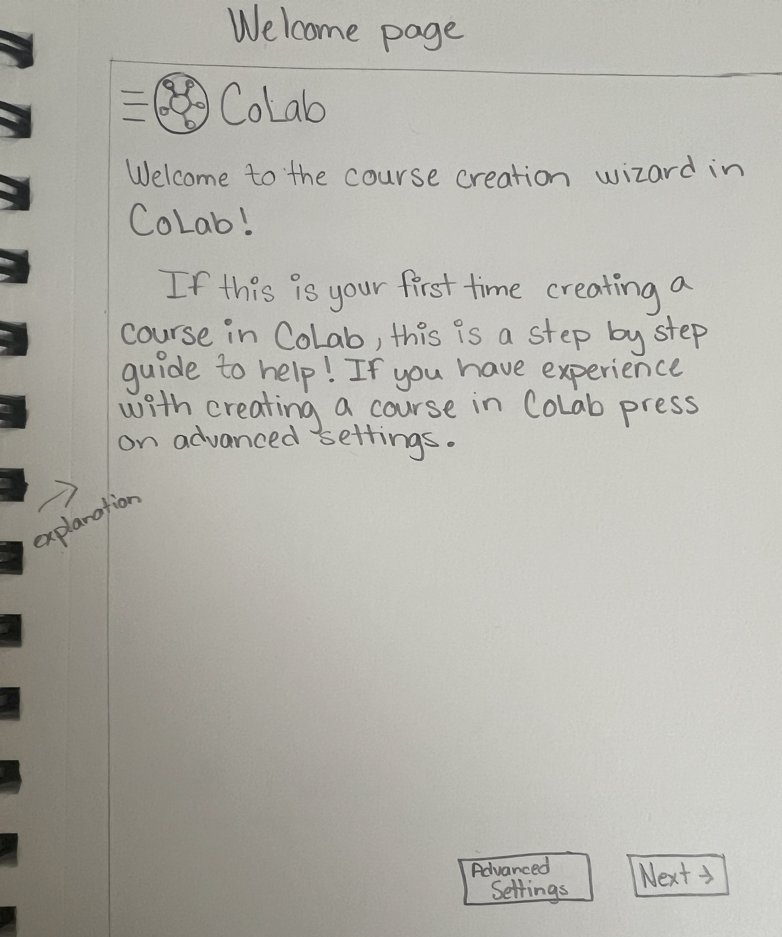 Welcome page
CoLab
Welcome to the course creation wizard in
CoLab!
If this is your first time creating a
course in CoLab, this is a step by step
guide to help! If you have experience
with creating a course in CoLab press
on advanced settings.
explanation
Advanced
Settings
Next →